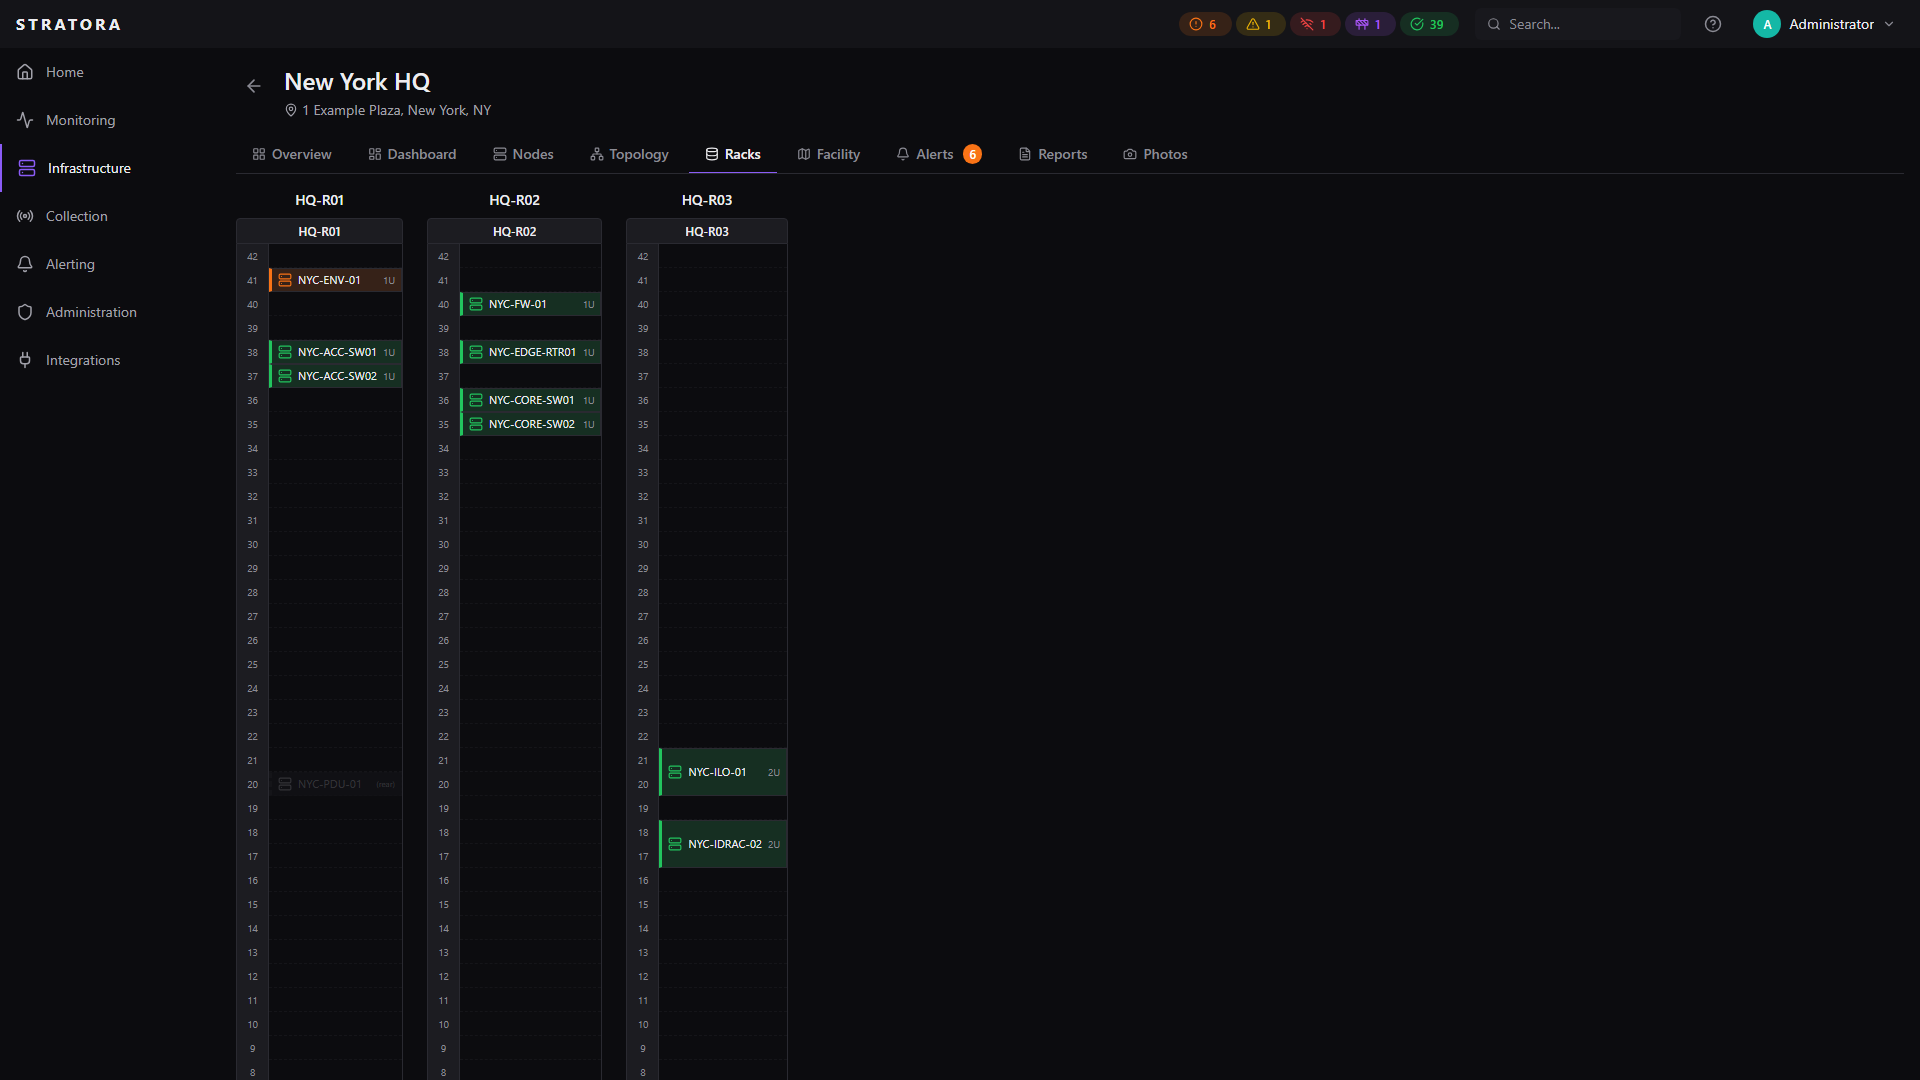 STRATORA
6
1
1
1
39
Search...
A
Administrator
Home
Monitoring
Infrastructure
Collection
Alerting
Administration
Integrations
New York HQ
1 Example Plaza, New York, NY
Overview
Dashboard
Nodes
Topology
Racks
Facility
Alerts 6
Reports
Photos
HQ-R01
HQ-R01
42
41 NYC-ENV-01 1U
40
39
38 NYC-ACC-SW01 1U
37 NYC-ACC-SW02 1U
36
35
34
33
32
31
30
29
28
27
26
25
24
23
22
21
20 NYC-PDU-01 (rear)
19
18
17
16
15
14
13
12
11
10
9
8
HQ-R02
HQ-R02
42
41
40 NYC-FW-01 1U
39
38 NYC-EDGE-RTR01 1U
37
36 NYC-CORE-SW01 1U
35 NYC-CORE-SW02 1U
34
33
32
31
30
29
28
27
26
25
24
23
22
21
20
19
18
17
16
15
14
13
12
11
10
9
8
HQ-R03
HQ-R03
42
41
40
39
38
37
36
35
34
33
32
31
30
29
28
27
26
25
24
23
22
21
NYC-ILO-01 2U
20
19
18
NYC-IDRAC-02 2U
17
16
15
14
13
12
11
10
9
8